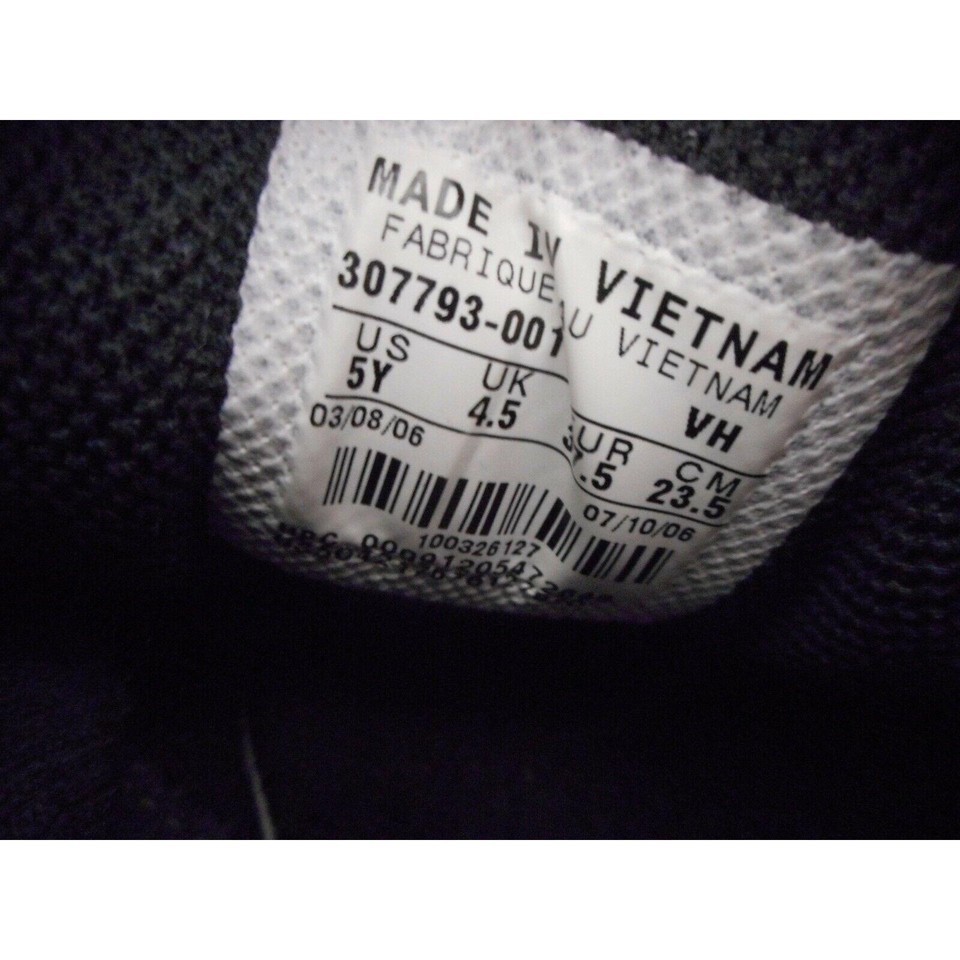 MADE IN VIETNAM
FABRIQUE AU VIETNAM
307793-001 VH
US UK EUR CM
5Y 4.5 37.5 23.5
03/08/06 07/10/06
100326127